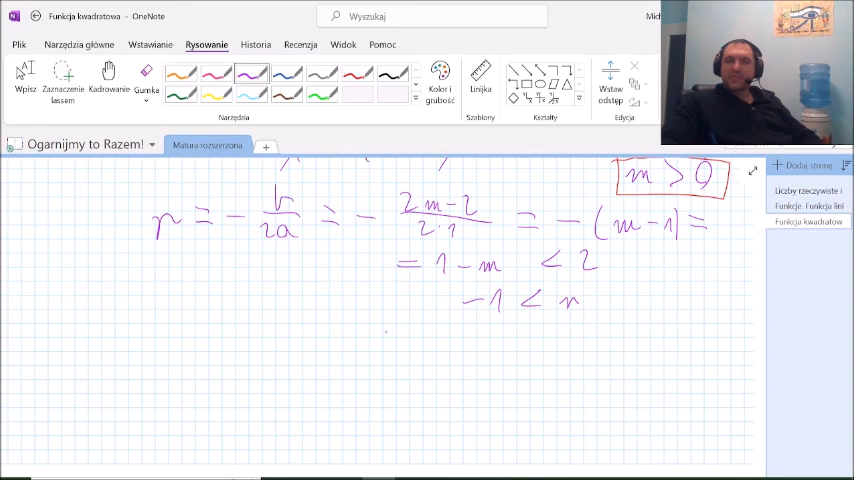 Funkcja kwadratowa - OneNote
Wyszukaj
Plik Narzędzia główne Wstawianie Rysowanie Historia Recenzja Widok Pomoc
Wpisz
Zaznaczenie lassem
Kadrowanie
Gumka
Kolor i grubość
Linijka
Wstaw odstęp
Narzędzia Szablony Kształty Edycja
Ogarnijmy to Razem! Matura rozszerzona
Dodaj stronę
Liczby rzeczywiste i
Funkcje. Funkcja lini
Funkcja kwadratow
m > 0
p = - b/2a = - 2m-2/2·1 = -(m-1) =
= 1 - m < 2
-1 < m